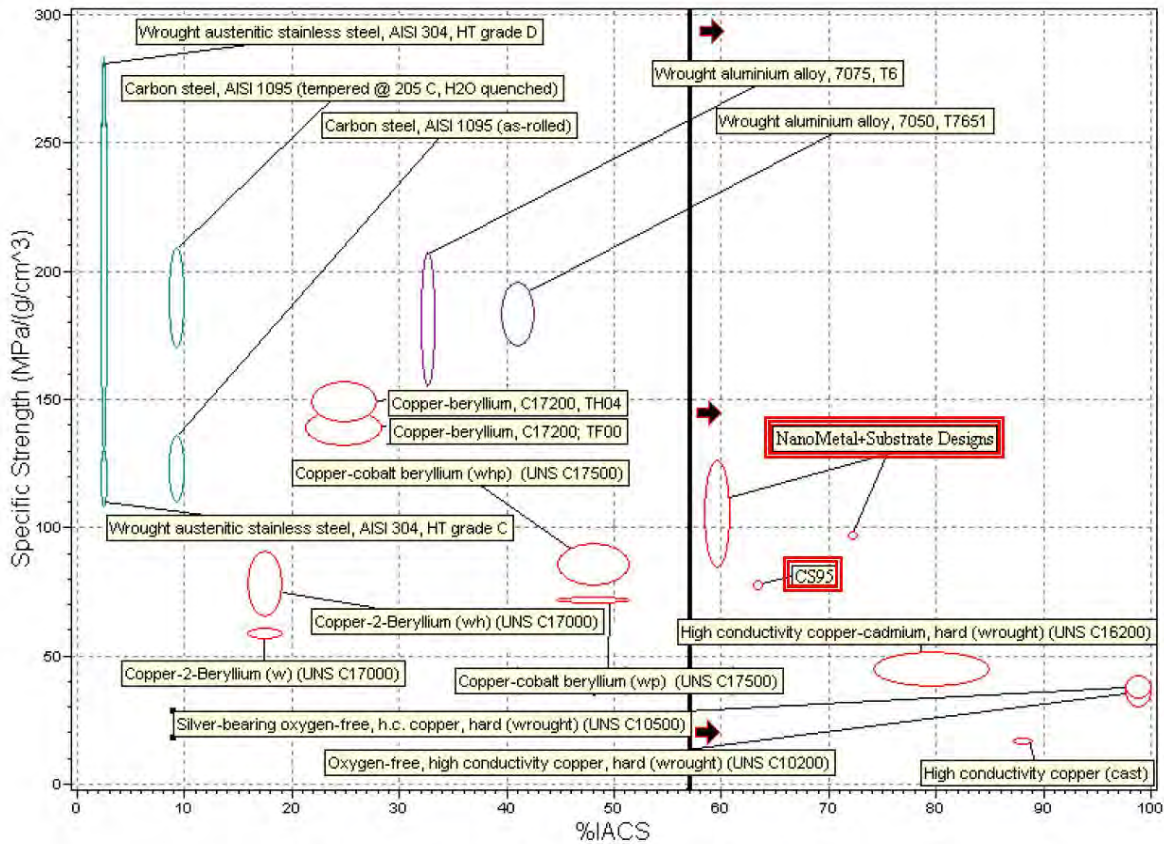 300
Wrought austenitic stainless steel, AISI 304, HT grade D
Wrought aluminium alloy, 7075, T6
Carbon steel, AISI 1095 (tempered @ 205 C, H2O quenched)
Carbon steel, AISI 1095 (as-rolled)
Wrought aluminium alloy, 7050, T7651
250
200
150
Copper-beryllium, C17200, TH04
Copper-beryllium, C17200; TF00
NanoMetal+Substrate Designs
Copper-cobalt beryllium (whp) (UNS C17500)
100
Wrought austenitic stainless steel, AISI 304, HT grade C
CS95
Copper-2-Beryllium (wh) (UNS C17000)
High conductivity copper-cadmium, hard (wrought) (UNS C16200)
50
Copper-2-Beryllium (w) (UNS C17000)
Copper-cobalt beryllium (wp) (UNS C17500)
Silver-bearing oxygen-free, h.c. copper, hard (wrought) (UNS C10500)
Oxygen-free, high conductivity copper, hard (wrought) (UNS C10200)
High conductivity copper (cast)
0
Specific Strength (MPa/(g/cm^3)
0 10 20 30 40 50 60 70 80 90 100
%IACS